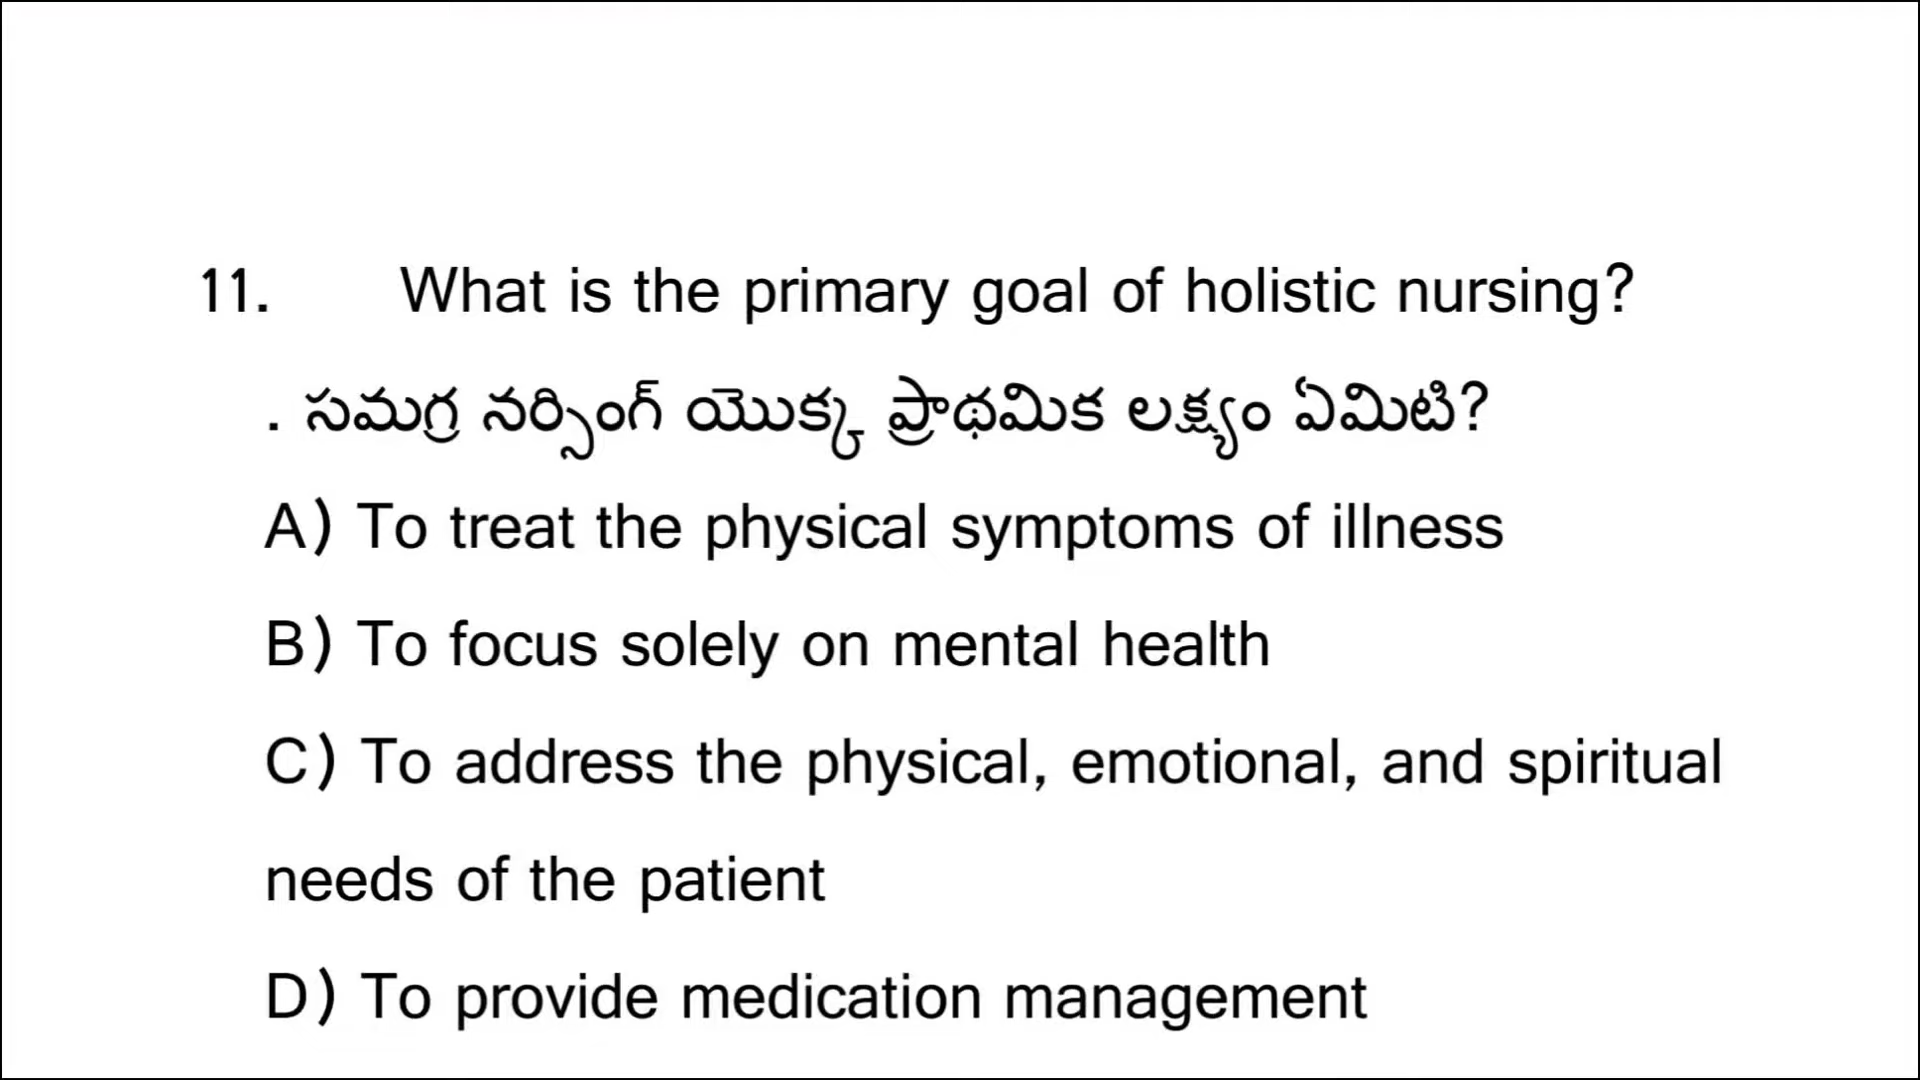 11. What is the primary goal of holistic nursing?
. సమగ్ర నర్సింగ్ యొక్క ప్రాథమిక లక్ష్యం ఏమిటి?
A) To treat the physical symptoms of illness
B) To focus solely on mental health
C) To address the physical, emotional, and spiritual
needs of the patient
D) To provide medication management